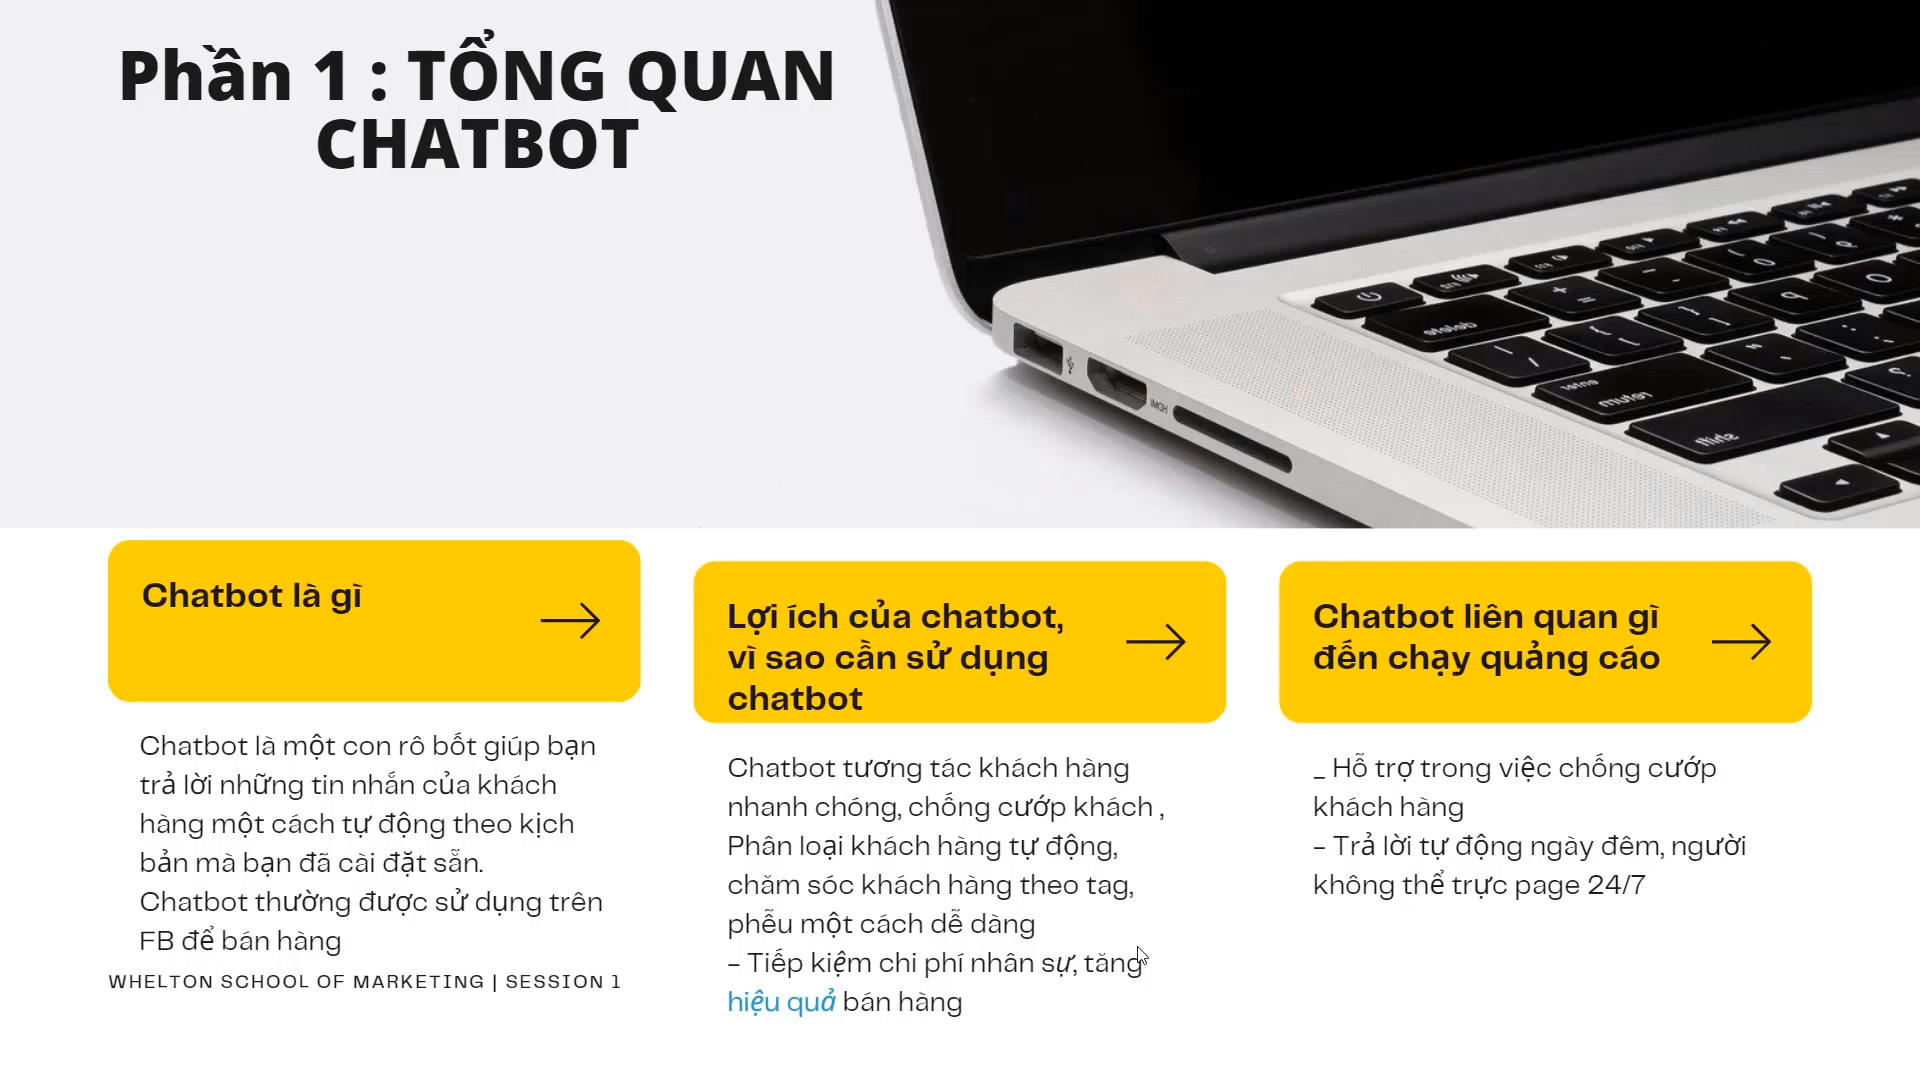 Phần 1 : TỔNG QUAN
CHATBOT
Chatbot là gì
Chatbot là một con rô bốt giúp bạn
trả lời những tin nhắn của khách
hàng một cách tự động theo kịch
bản mà bạn đã cài đặt sẵn.
Chatbot thường được sử dụng trên
FB để bán hàng
WHELTON SCHOOL OF MARKETING | SESSION 1
Lợi ích của chatbot,
vì sao cần sử dụng
chatbot
Chatbot tương tác khách hàng
nhanh chóng, chống cướp khách ,
Phân loại khách hàng tự động,
chăm sóc khách hàng theo tag,
phễu một cách dễ dàng
- Tiếp kiệm chi phí nhân sự, tăng
hiệu quả bán hàng
Chatbot liên quan gì
đến chạy quảng cáo
_ Hỗ trợ trong việc chống cướp
khách hàng
- Trả lời tự động ngày đêm, người
không thể trực page 24/7